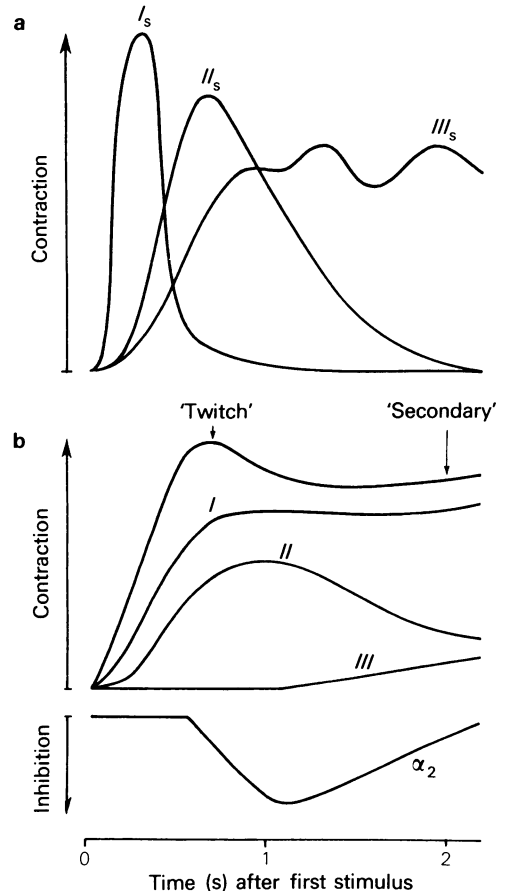 a
Contraction
Is
IIs
IIIs
b
'Twitch'
'Secondary'
Contraction
I
II
III
Inhibition
α2
0
1
2
Time (s) after first stimulus